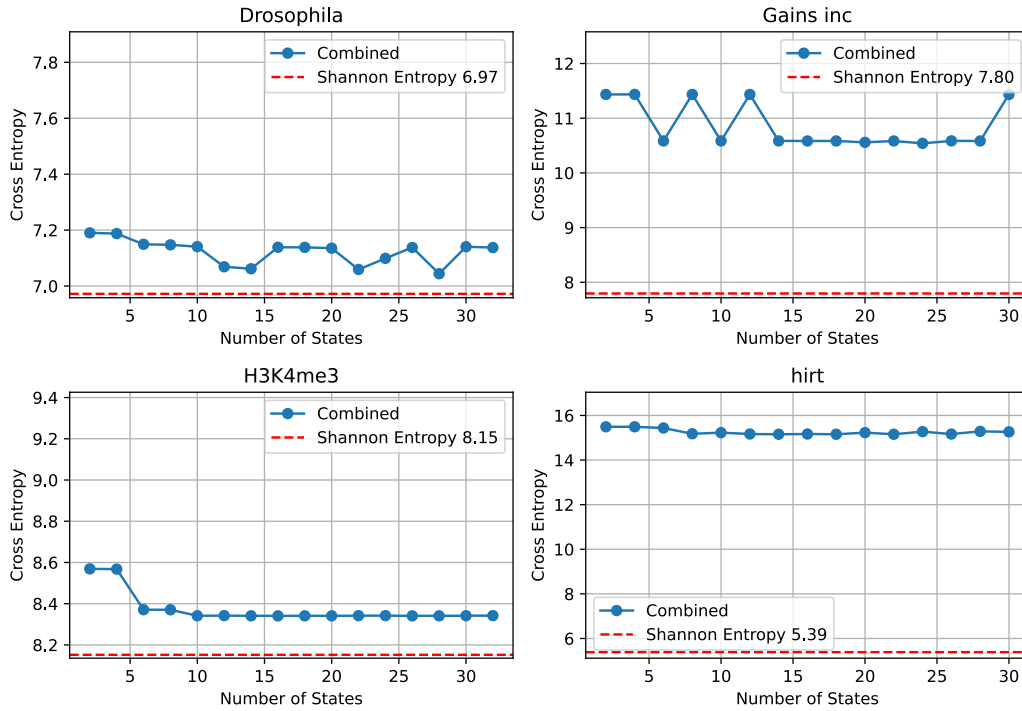 Drosophila
7.8
7.6
7.4
7.2
7.0
Cross Entropy
Combined
Shannon Entropy 6.97
5
10
15
20
25
30
Number of States
Gains inc
12
11
10
9
8
Cross Entropy
Combined
Shannon Entropy 7.80
5
10
15
20
25
30
Number of States
H3K4me3
9.4
9.2
9.0
8.8
8.6
8.4
8.2
Cross Entropy
Combined
Shannon Entropy 8.15
5
10
15
20
25
30
Number of States
hirt
16
14
12
10
8
6
Cross Entropy
Combined
Shannon Entropy 5.39
5
10
15
20
25
30
Number of States